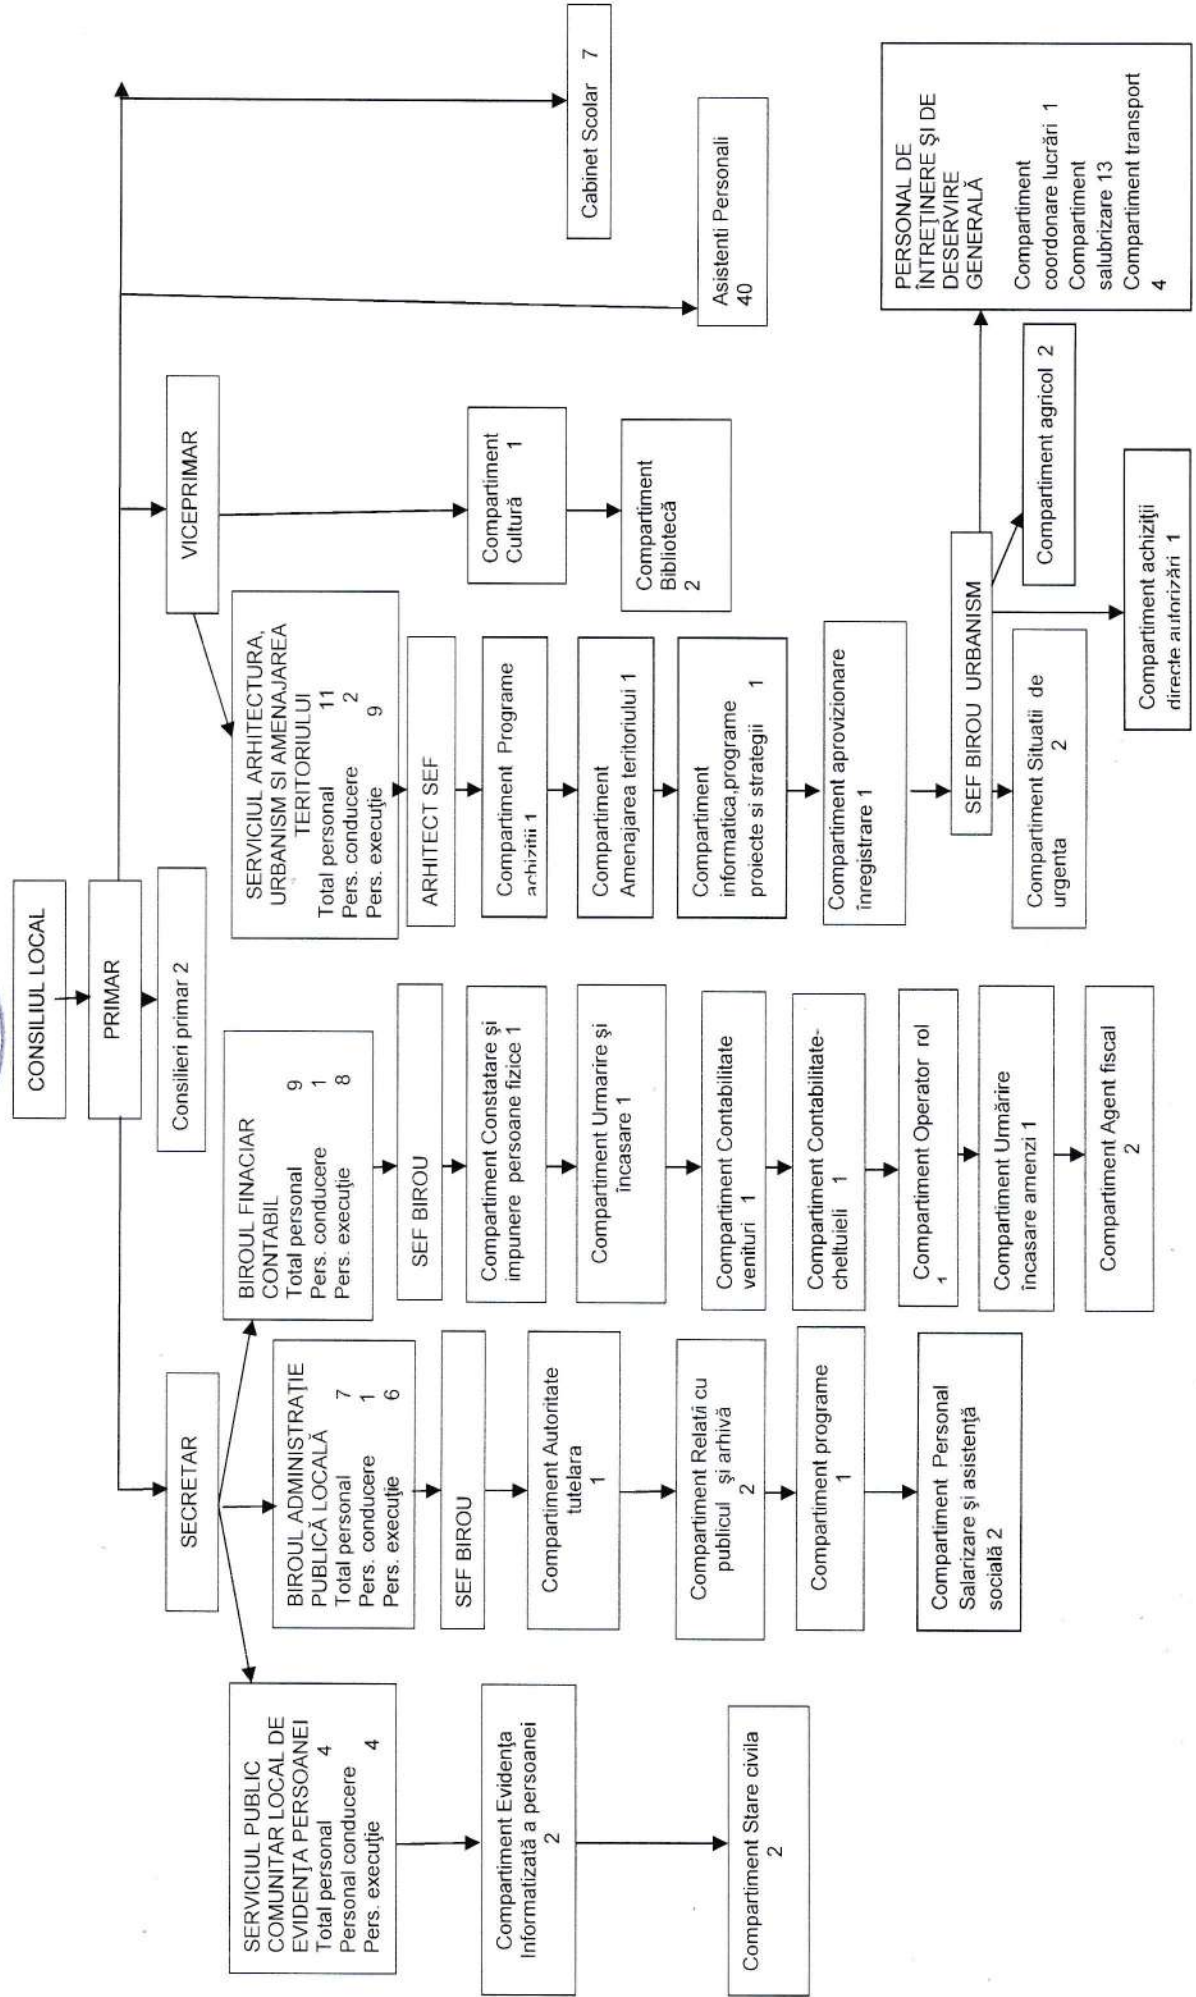 CONSILIUL LOCAL
PRIMAR
Consilieri primar 2
SECRETAR
VICEPRIMAR
SERVICIUL PUBLIC
COMUNITAR LOCAL DE
EVIDENŢA PERSOANEI
Total personal 4
Personal conducere
Pers. execuţie 4
Compartiment Evidenţa
Informatizată a persoanei
2
Compartiment Stare civila
2
BIROUL ADMINISTRAŢIE
PUBLICĂ LOCALĂ
Total personal 7
Pers. conducere 1
Pers. execuţie 6
SEF BIROU
Compartiment Autoritate
tutelara
1
Compartiment Relatii cu
publicul şi arhivă
2
Compartiment programe
1
Compartiment Personal
Salarizare şi asistenţă
socială 2
BIROUL FINACIAR
CONTABIL
Total personal 9
Pers. conducere 1
Pers. execuţie 8
SEF BIROU
Compartiment Constatare şi
impunere persoane fizice 1
Compartiment Urmarire şi
încasare 1
Compartiment Contabilitate
venituri 1
Compartiment Contabilitate-
cheltuieli 1
Compartiment Operator rol
1
Compartiment Urmărire
încasare amenzi 1
Compartiment Agent fiscal
2
SERVICIUL ARHITECTURA,
URBANISM SI AMENAJAREA
TERITORIULUI
Total personal 11
Pers. conducere 2
Pers. execuţie 9
ARHITECT SEF
Compartiment Programe
achizitii 1
Compartiment
Amenajarea teritoriului 1
Compartiment
informatica,programe
proiecte si strategii 1
Compartiment aprovizionare
înregistrare 1
SEF BIROU URBANISM
Compartiment Situatii de
urgenta 2
Compartiment achiziţii
directe autorizări 1
Compartiment agricol 2
PERSONAL DE
ÎNTREŢINERE ŞI DE
DESERVIRE
GENERALĂ
Compartiment
coordonare lucrări 1
Compartiment
salubrizare 13
Compartiment transport
4
Compartiment
Cultură 1
Compartiment
Bibliotecă
2
Asistenti Personali
40
Cabinet Scolar 7